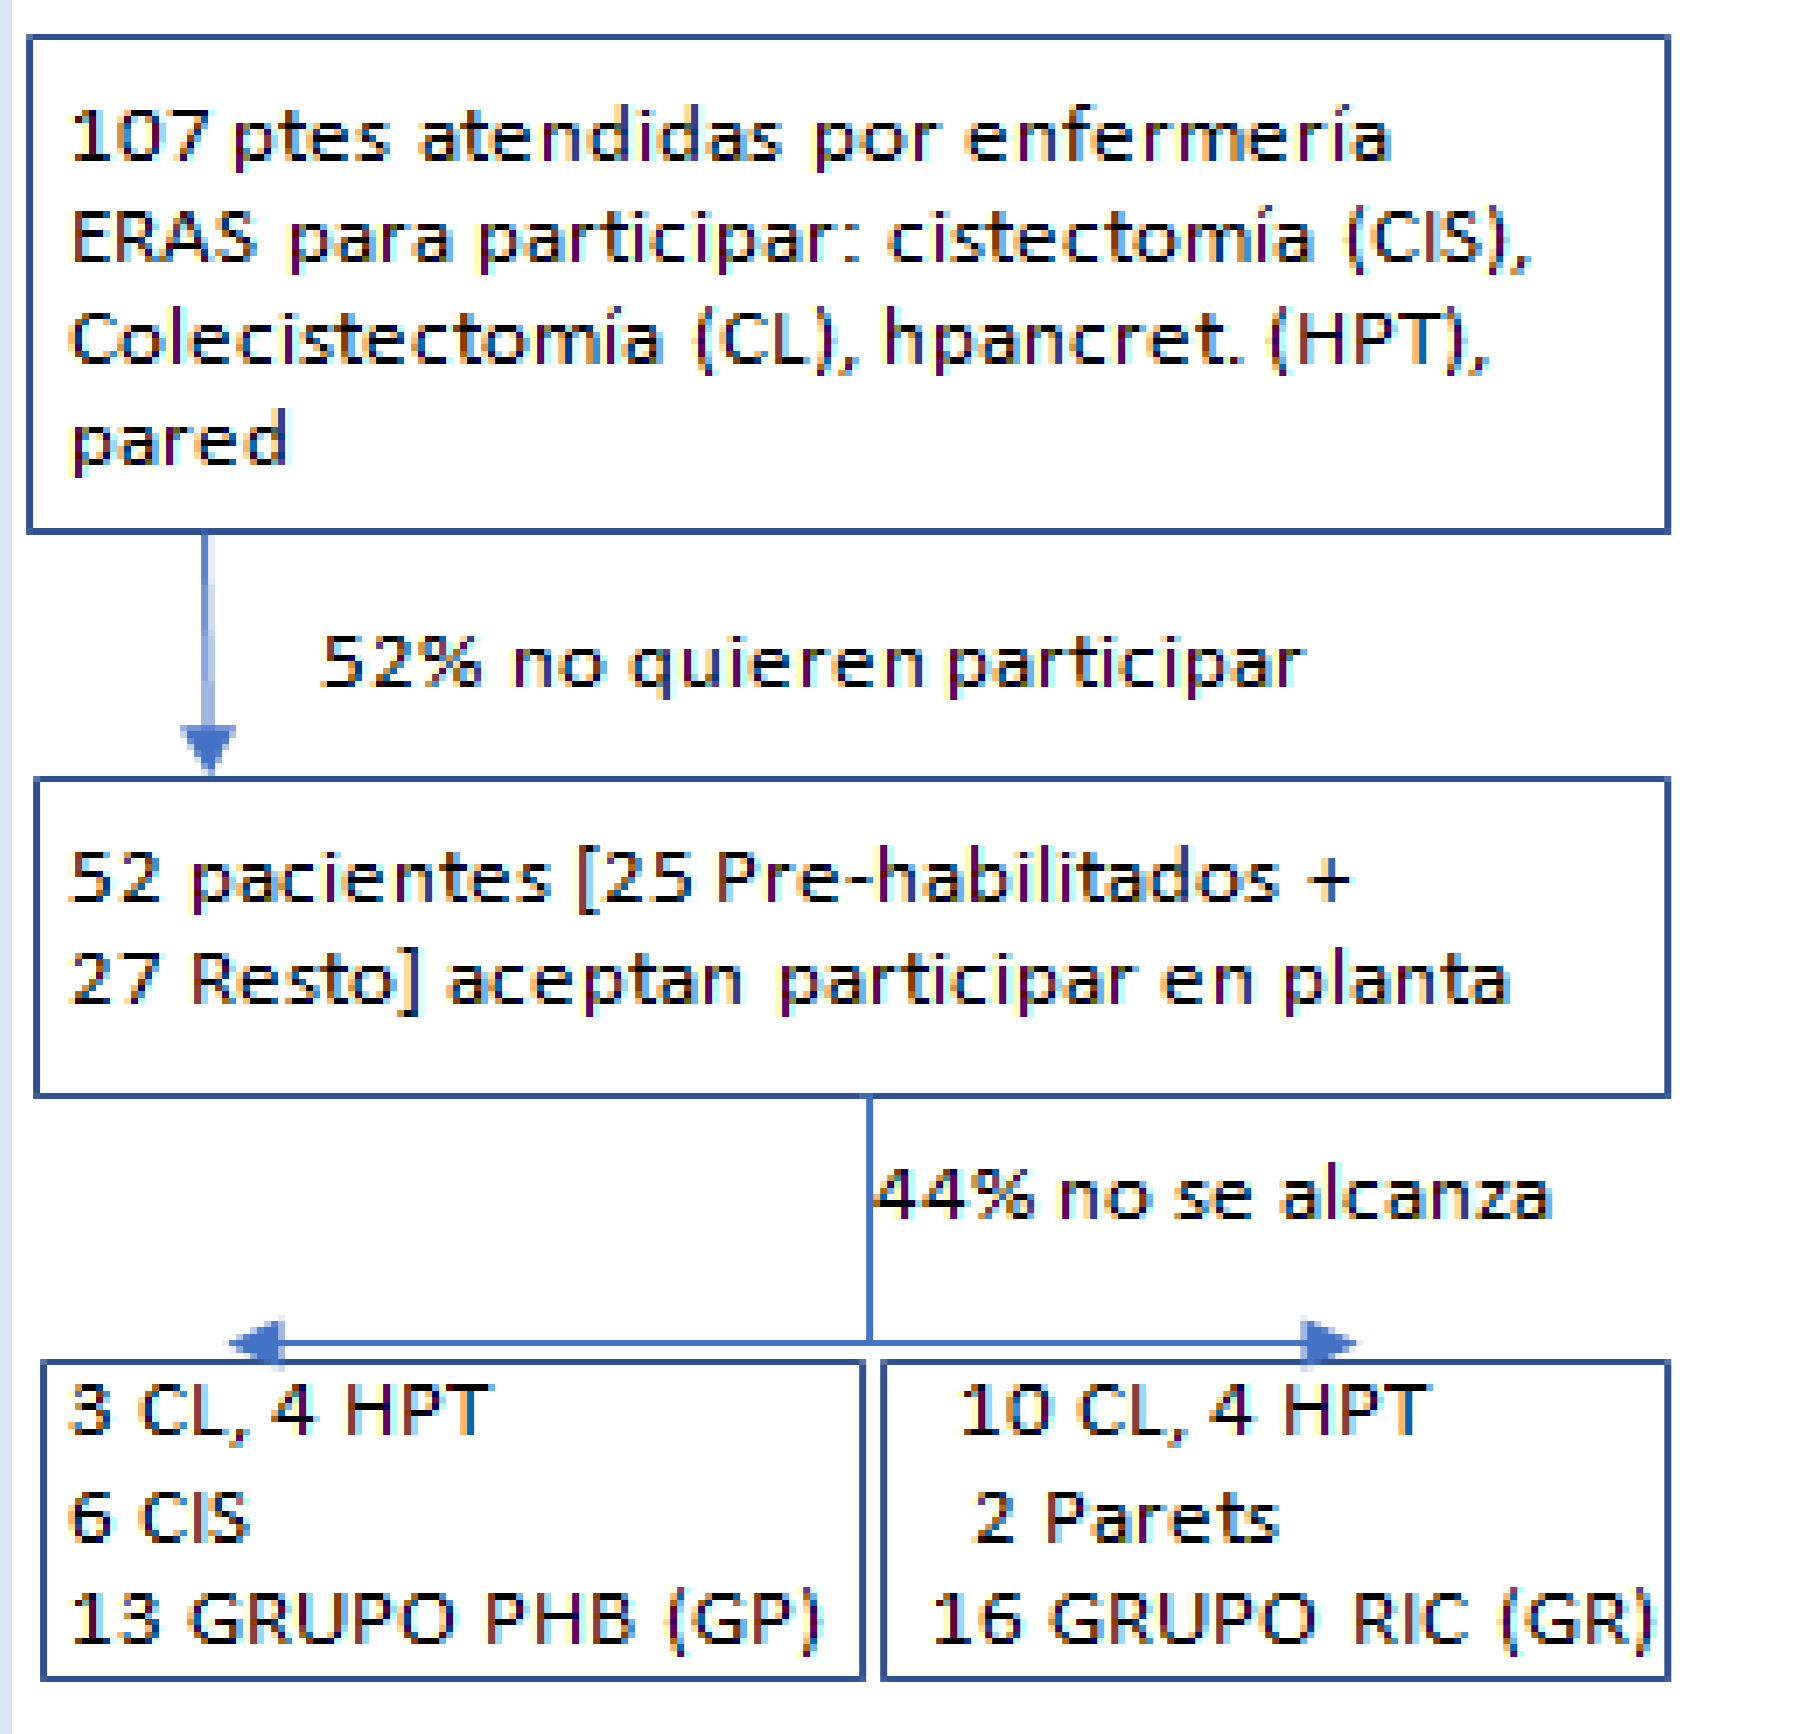 107 ptes atendidas por enfermería
ERAS para participar: cistectomía (CIS),
Colecistectomía (CL), hpancret. (HPT),
pared
52% no quieren participar
52 pacientes [25 Pre-habilitados +
27 Resto] aceptan participar en planta
44% no se alcanza
3 CL, 4 HPT
6 CIS
13 GRUPO PHB (GP)
10 CL, 4 HPT
2 Parets
16 GRUPO RIC (GR)